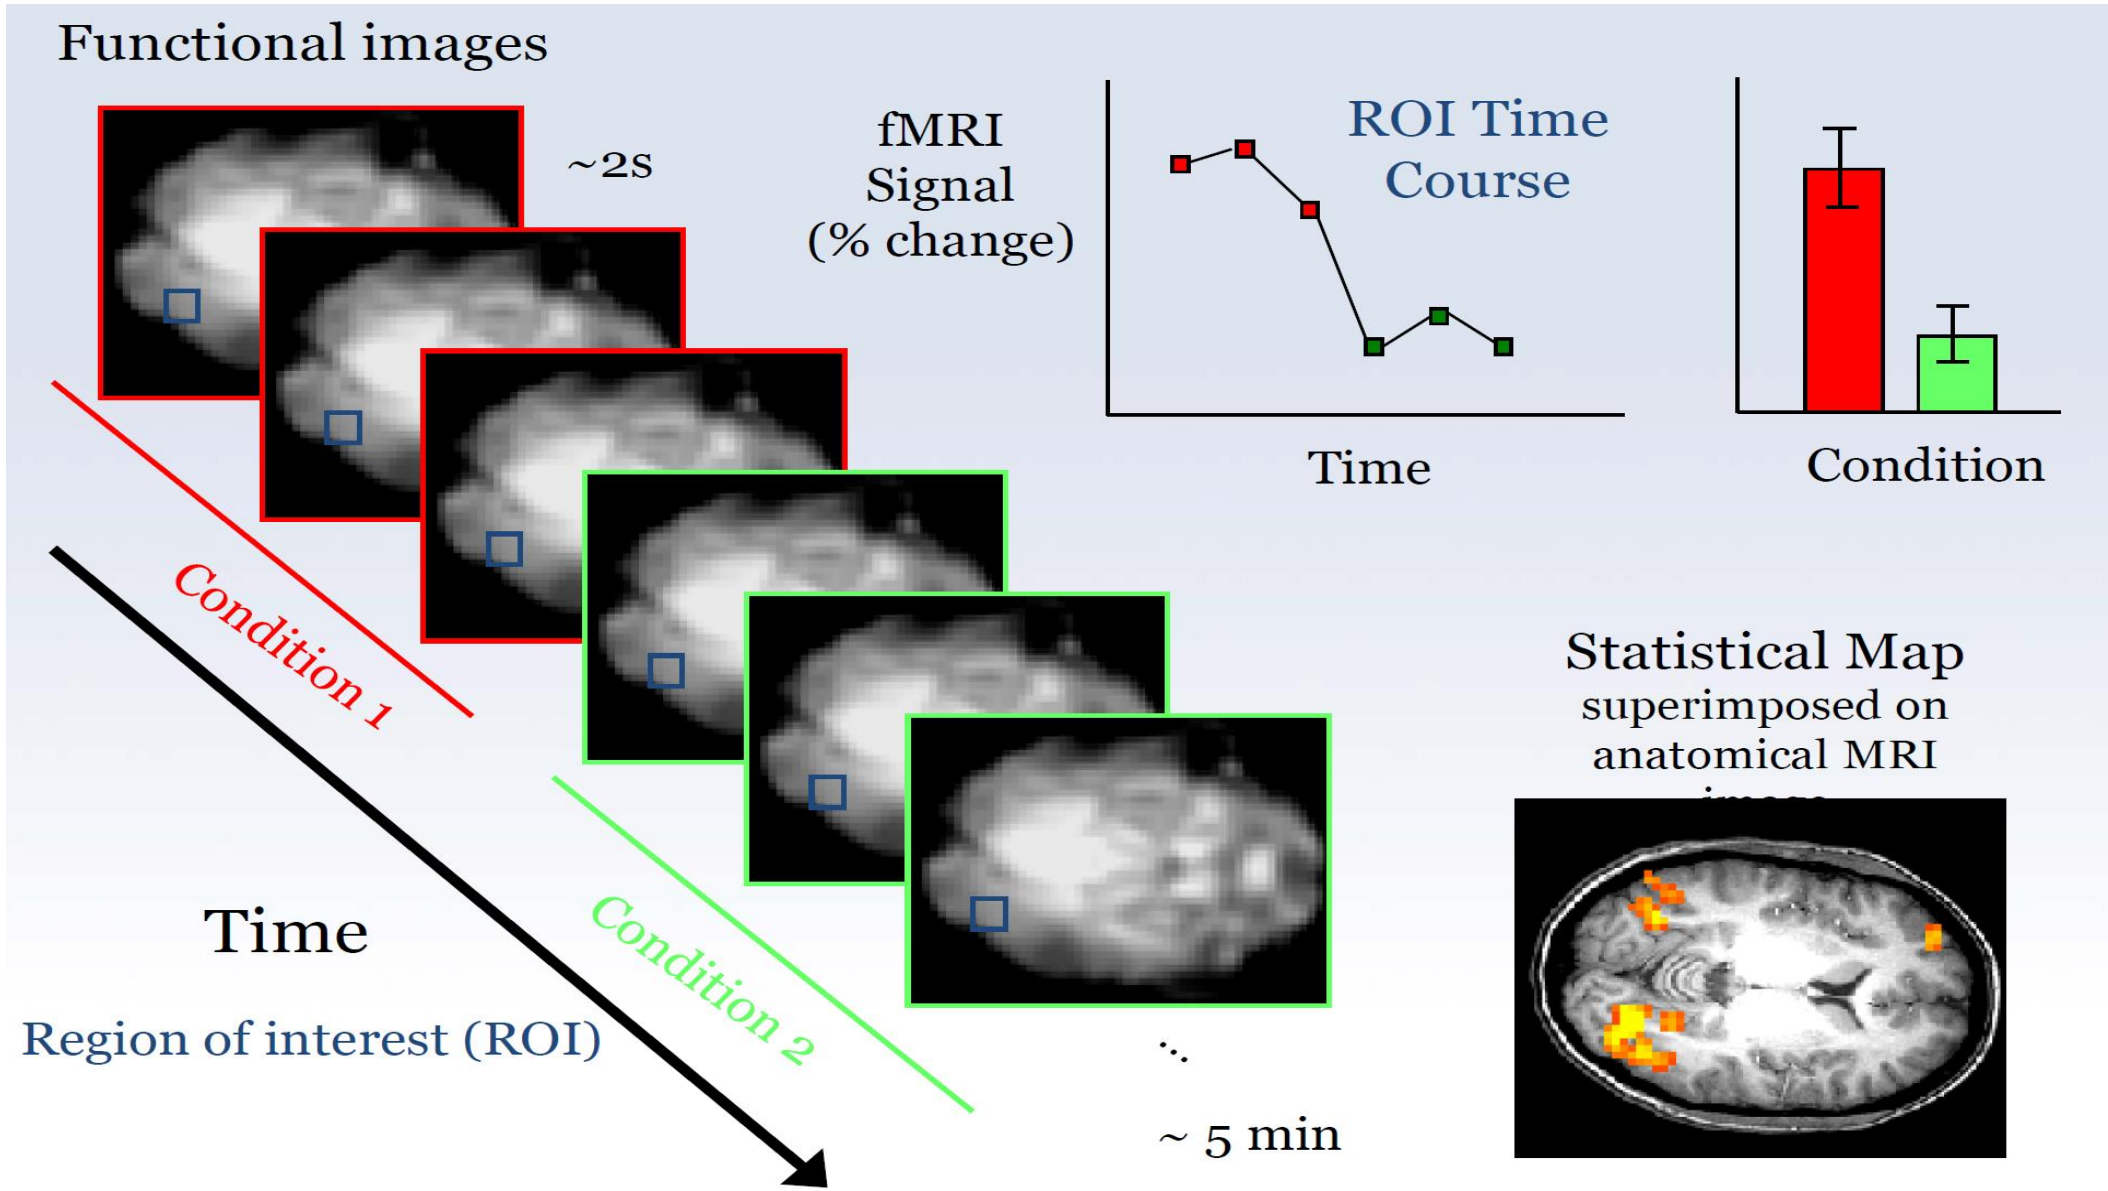 Functional images
~2s
fMRI
Signal
(% change)
ROI Time
Course
Time
Condition
Condition 1
Condition 2
Time
Region of interest (ROI)
...
~ 5 min
Statistical Map
superimposed on
anatomical MRI